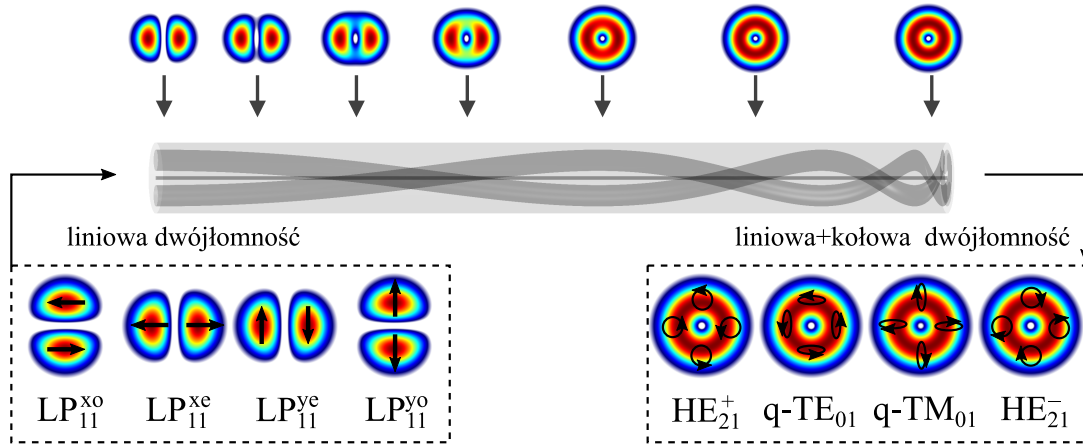 liniowa dwójłomność
liniowa+kołowa dwójłomność
LP₁₁ˣᵒ LP₁₁ˣᵉ LP₁₁ʸᵉ LP₁₁ʸᵒ
HE₂₁⁺ q-TE₀₁ q-TM₀₁ HE₂₁⁻